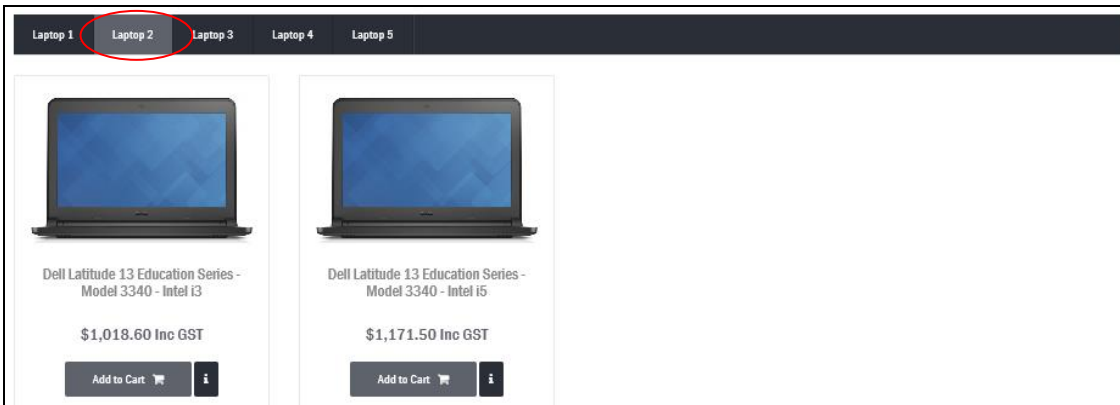 Laptop 1 Laptop 2 Laptop 3 Laptop 4 Laptop 5
Dell Latitude 13 Education Series -
Model 3340 - Intel i3
$1,018.60 Inc GST
Add to Cart i
Dell Latitude 13 Education Series -
Model 3340 - Intel i5
$1,171.50 Inc GST
Add to Cart i